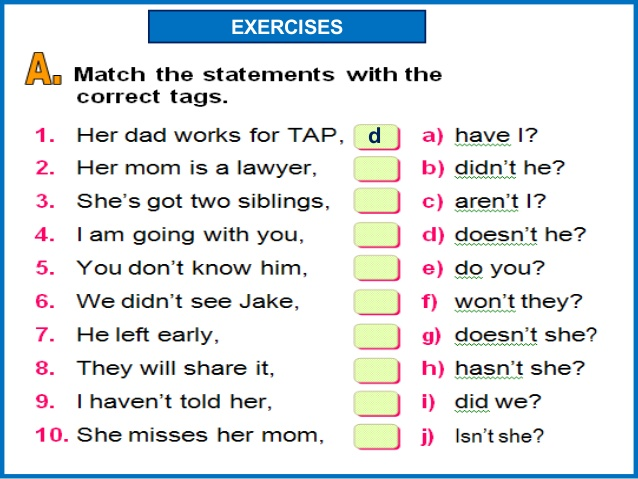 EXERCISES
A. Match the statements with the
correct tags.
1. Her dad works for TAP, d a) have I?
2. Her mom is a lawyer, b) didn't he?
3. She's got two siblings, c) aren't I?
4. I am going with you, d) doesn't he?
5. You don't know him, e) do you?
6. We didn't see Jake, f) won't they?
7. He left early, g) doesn't she?
8. They will share it, h) hasn't she?
9. I haven't told her, i) did we?
10. She misses her mom, j) Isn't she?